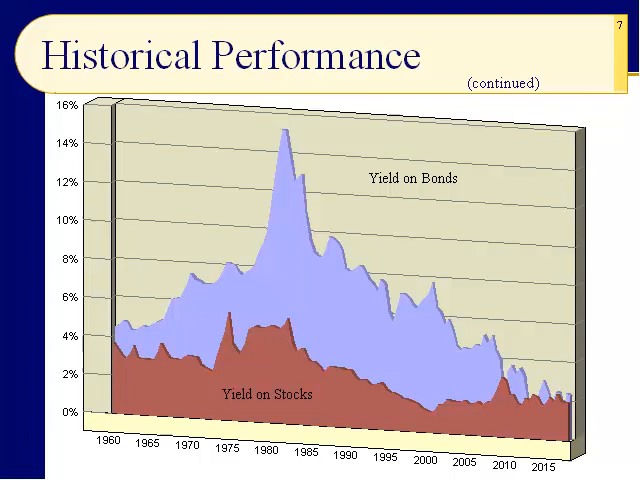 7
Historical Performance
(continued)
16%
14%
12%
10%
8%
6%
4%
2%
0%
Yield on Bonds
Yield on Stocks
1960 1965 1970 1975 1980 1985 1990 1995 2000 2005 2010 2015